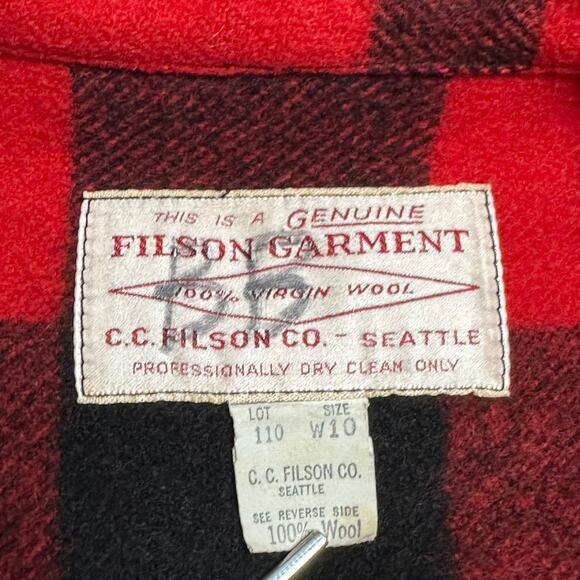 THIS IS A GENUINE
FILSON GARMENT
100% VIRGIN WOOL
C.C. FILSON CO. - SEATTLE
PROFESSIONALLY DRY CLEAN ONLY
LOT SIZE
110 W10
C. C. FILSON CO.
SEATTLE
SEE REVERSE SIDE
100% Wool